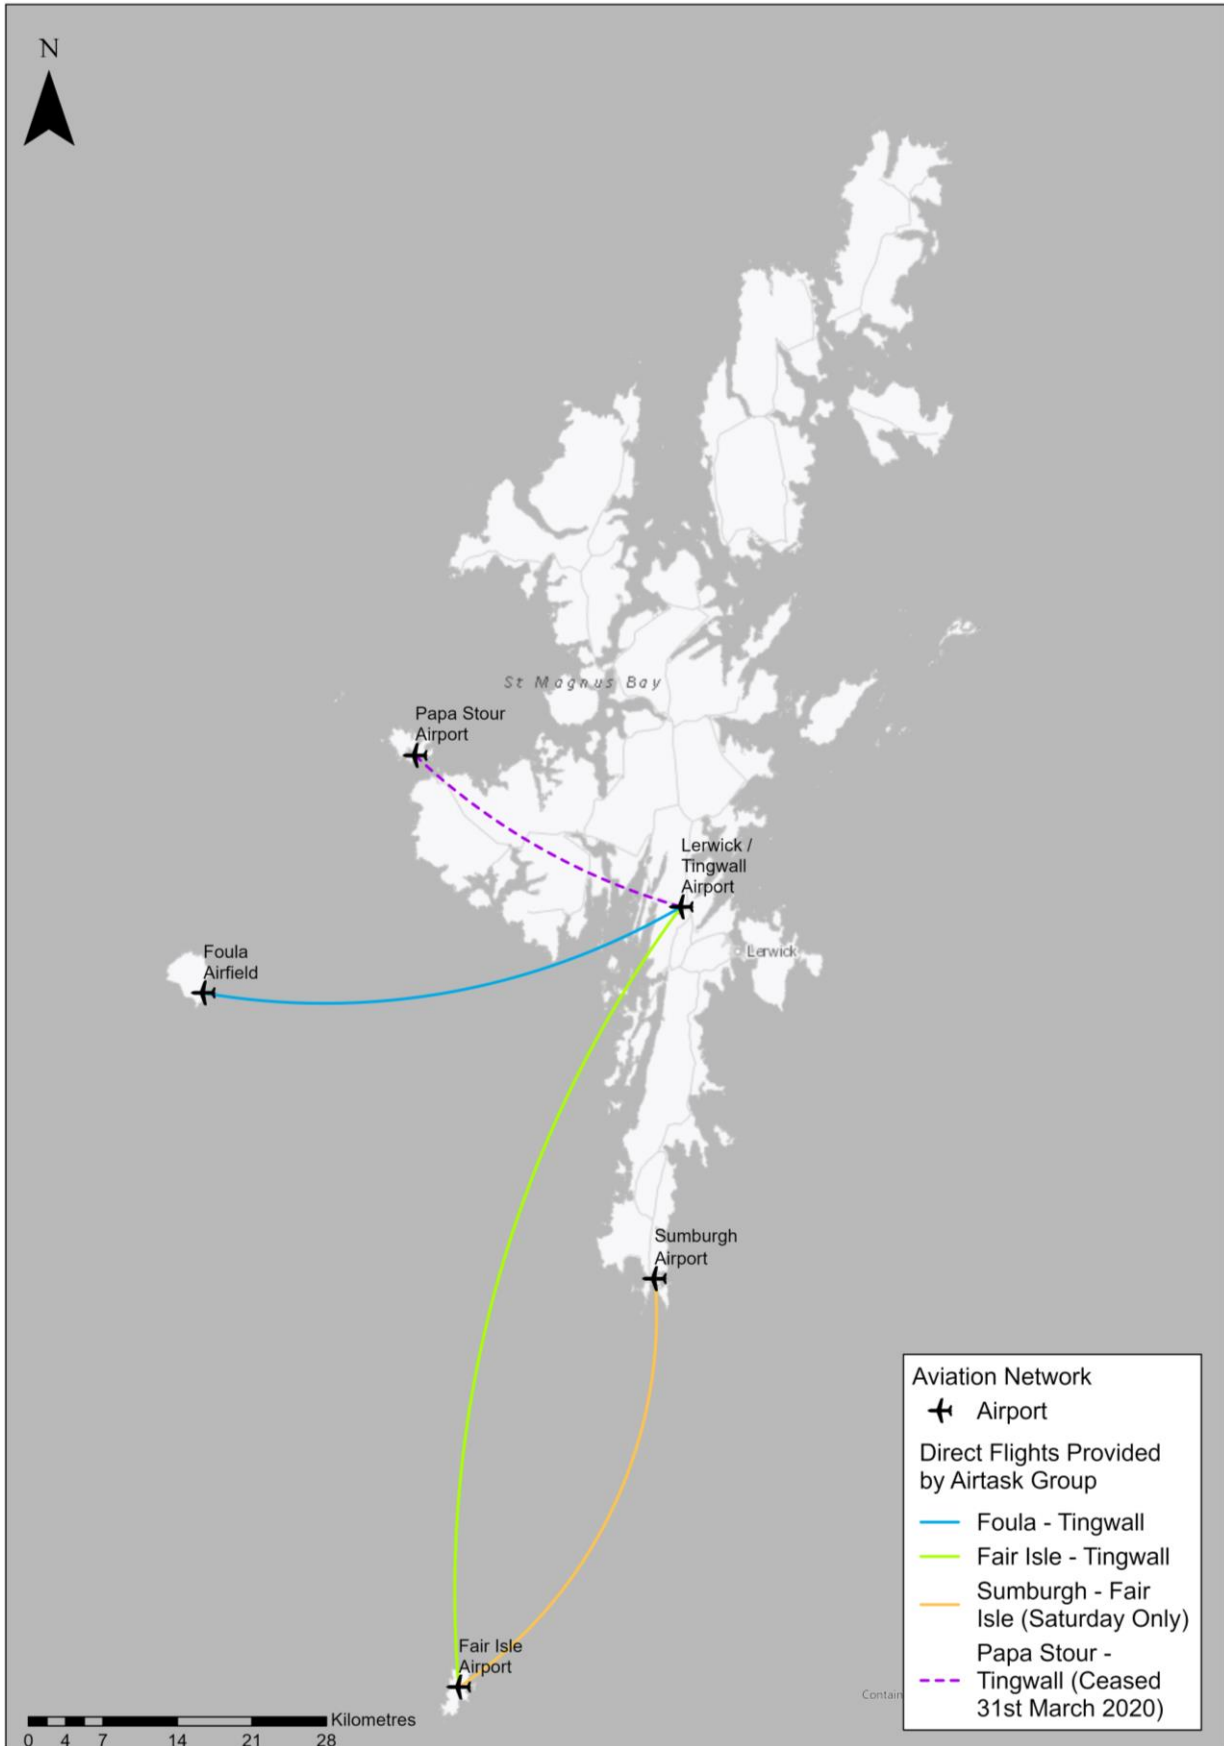 N
St Magnus Bay
Papa Stour
Airport
Lerwick /
Tingwall
Airport
Lerwick
Foula
Airfield
Sumburgh
Airport
Fair Isle
Airport
Aviation Network
Airport
Direct Flights Provided
by Airtask Group
Foula - Tingwall
Fair Isle - Tingwall
Sumburgh - Fair
Isle (Saturday Only)
Papa Stour -
Tingwall (Ceased
31st March 2020)
Contain
Kilometres
0 4 7 14 21 28